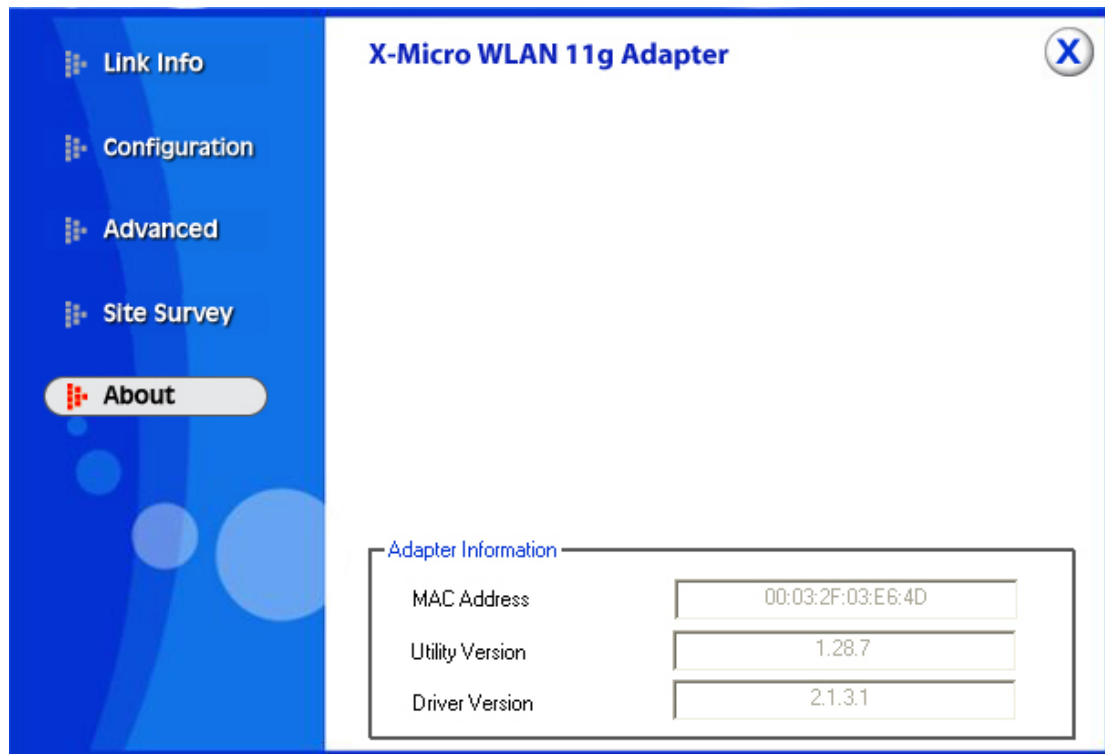 Link Info
Configuration
Advanced
Site Survey
About
X-Micro WLAN 11g Adapter
X
Adapter Information
MAC Address 00:03:2F:03:E6:4D
Utility Version 1.28.7
Driver Version 2.1.3.1